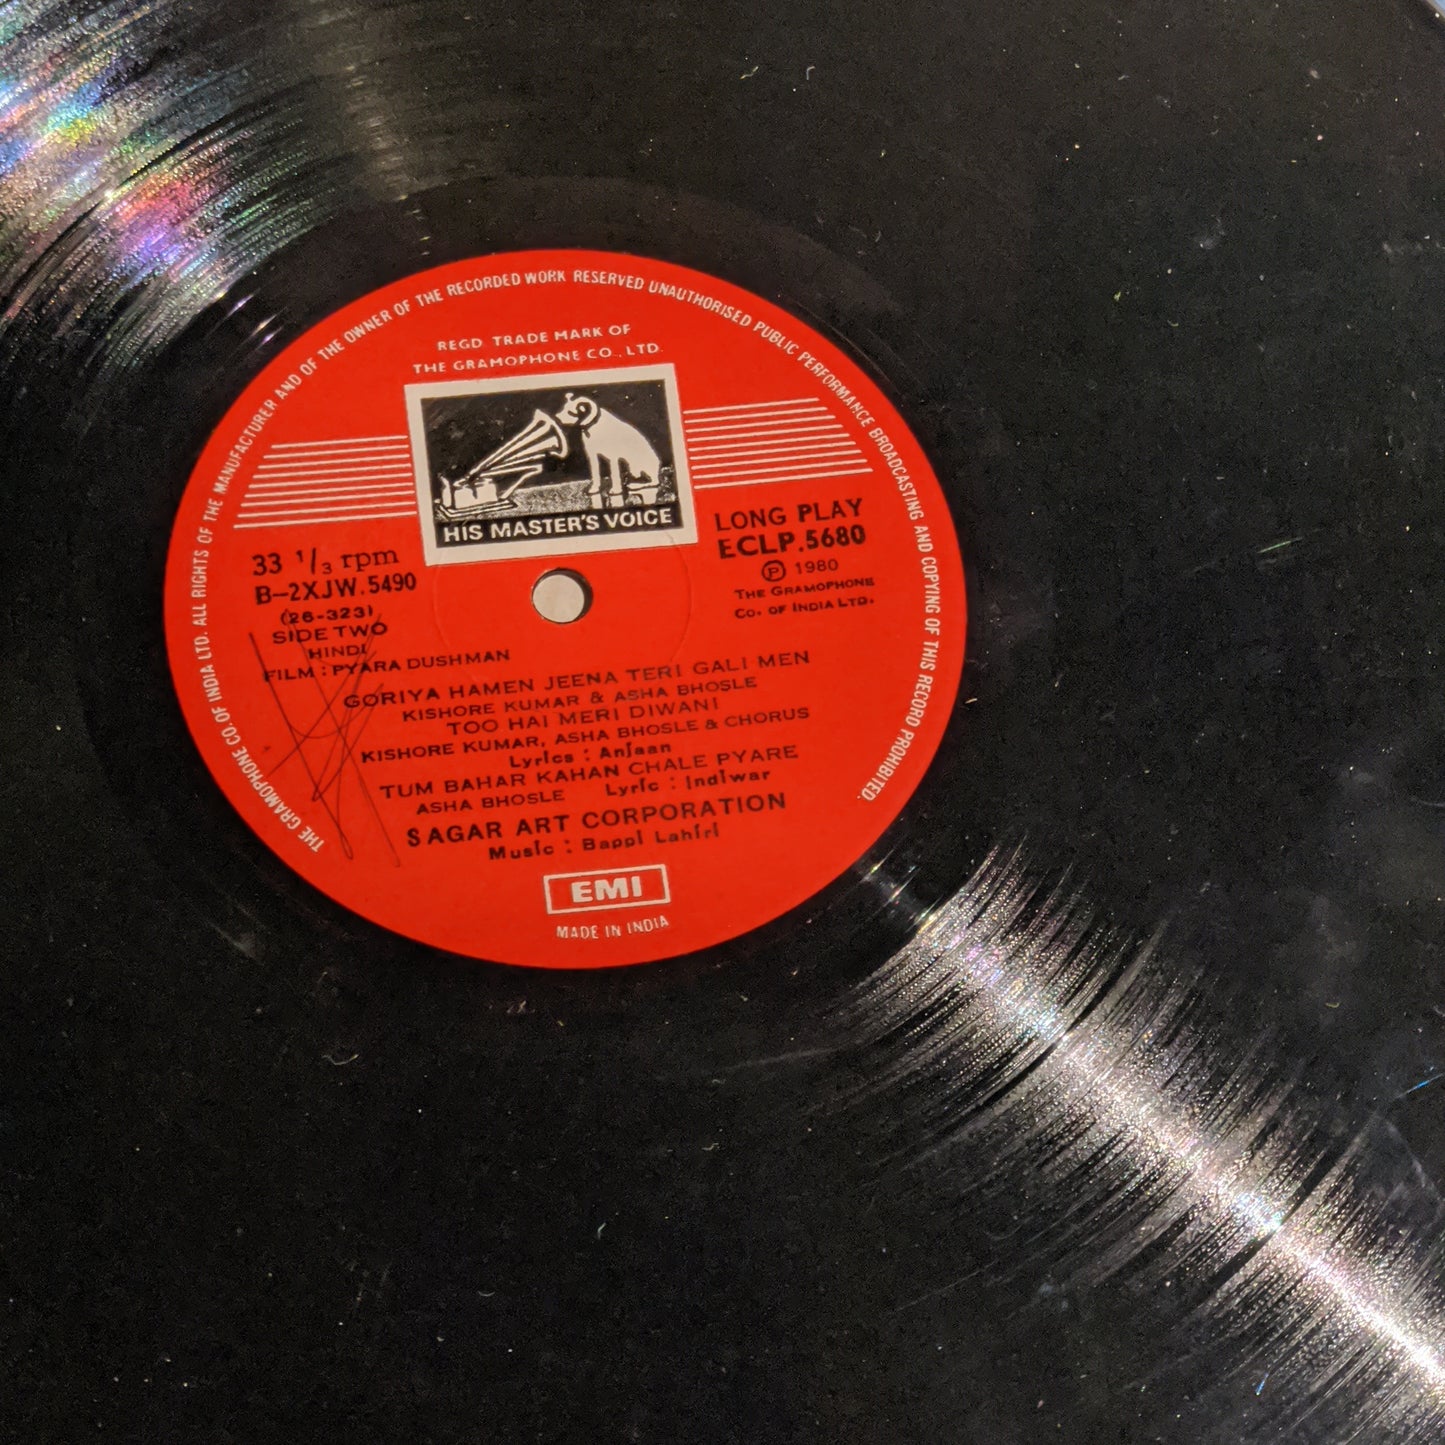 THE GRAMOPHONE CO. OF INDIA LTD. ALL RIGHTS OF THE MANUFACTURER AND OF THE OWNER OF THE RECORDED WORK RESERVED UNAUTHORISED PUBLIC PERFORMANCE BROADCASTING AND COPYING OF THIS RECORD PROHIBITED.
REGD TRADE MARK OF
THE GRAMOPHONE CO., LTD.
HIS MASTER'S VOICE
33 1/3 rpm
B-2XJW.5490
(26-323)
SIDE TWO
HINDI
LONG PLAY
ECLP.5680
Ⓟ 1980
THE GRAMOPHONE
CO. OF INDIA LTD.
FILM : PYARA DUSHMAN
GORIYA HAMEN JEENA TERI GALI MEN
KISHORE KUMAR & ASHA BHOSLE
TOO HAI MERI DIWANI
KISHORE KUMAR, ASHA BHOSLE & CHORUS
Lyrics : Anjaan
TUM BAHAR KAHAN CHALE PYARE
ASHA BHOSLE Lyric : Indiwar
SAGAR ART CORPORATION
Music : Bappi Lahiri
EMI
MADE IN INDIA